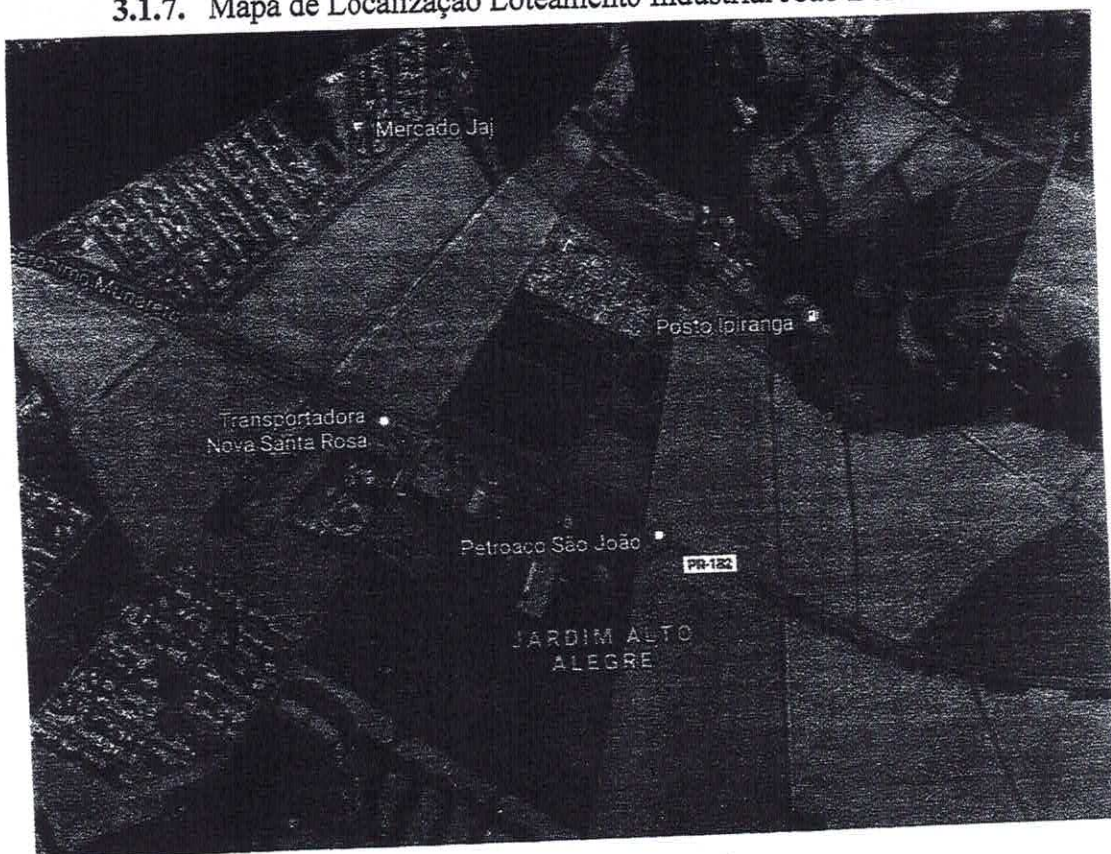 3.1.7. Mapa de Localização Loteamento Industrial João
Mercado Jaj
Posto Ipiranga
Transportadora
Nova Santa Rosa
Petroaço São João
PR-182
JARDIM ALTO
ALEGRE